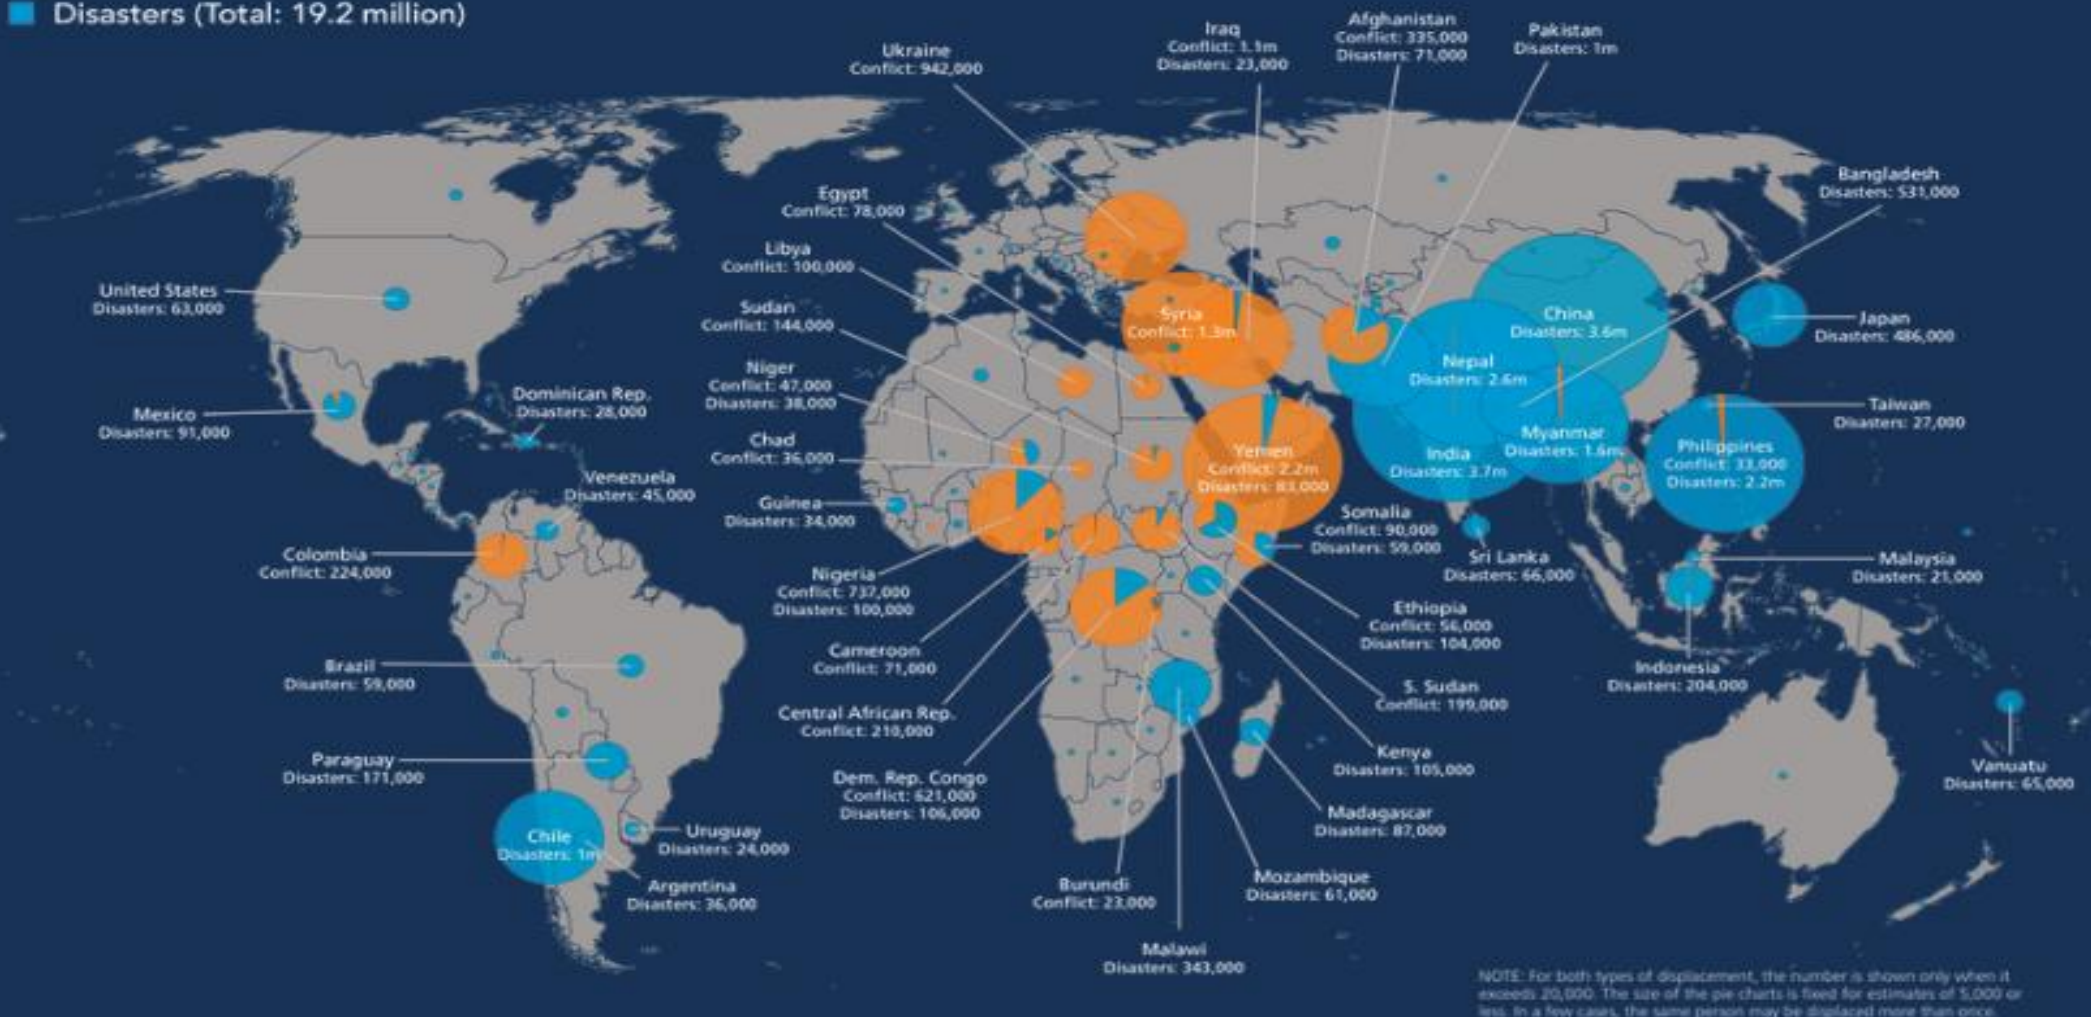 Disasters (Total: 19.2 million)
Ukraine
Conflict: 942,000
Iraq
Conflict: 1.1m
Disasters: 23,000
Afghanistan
Conflict: 335,000
Disasters: 71,000
Pakistan
Disasters: 1m
Bangladesh
Disasters: 531,000
Egypt
Conflict: 78,000
Libya
Conflict: 100,000
Sudan
Conflict: 144,000
Niger
Conflict: 47,000
Disasters: 38,000
Chad
Conflict: 36,000
Guinea
Disasters: 34,000
Nigeria
Conflict: 737,000
Disasters: 100,000
Cameroon
Conflict: 71,000
Central African Rep.
Conflict: 210,000
Dem. Rep. Congo
Conflict: 621,000
Disasters: 106,000
United States
Disasters: 63,000
Mexico
Disasters: 91,000
Dominican Rep.
Disasters: 28,000
Venezuela
Disasters: 45,000
Colombia
Conflict: 224,000
Brazil
Disasters: 59,000
Paraguay
Disasters: 171,000
Chile
Disasters: 1m
Uruguay
Disasters: 24,000
Argentina
Disasters: 36,000
Syria
Conflict: 1.3m
Yemen
Conflict: 2.2m
Disasters: 83,000
China
Disasters: 3.6m
Nepal
Disasters: 2.6m
India
Disasters: 3.7m
Myanmar
Disasters: 1.6m
Japan
Disasters: 486,000
Taiwan
Disasters: 27,000
Philippines
Conflict: 33,000
Disasters: 2.2m
Somalia
Conflict: 90,000
Disasters: 59,000
Sri Lanka
Disasters: 66,000
Malaysia
Disasters: 21,000
Ethiopia
Conflict: 56,000
Disasters: 104,000
Indonesia
Disasters: 204,000
S. Sudan
Conflict: 199,000
Kenya
Disasters: 105,000
Vanuatu
Disasters: 65,000
Madagascar
Disasters: 87,000
Mozambique
Disasters: 61,000
Burundi
Conflict: 23,000
Malawi
Disasters: 343,000
NOTE: For both types of displacement, the number is shown only when it
exceeds 20,000. The size of the pie charts is fixed for estimates of 5,000 or
less. In a few cases, the same person may be displaced more than once.